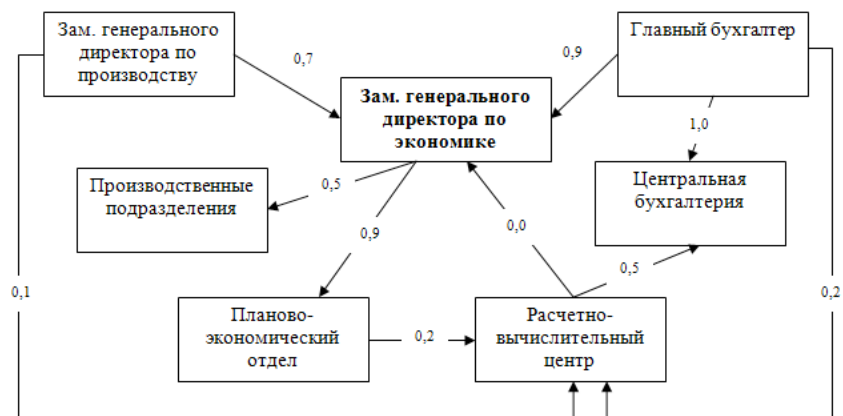 Зам. генерального
директора по
производству
Главный бухгалтер
0,7
0,9
Зам. генерального
директора по
экономике
1,0
Производственные
подразделения
0,5
Центральная
бухгалтерия
0,9
0,0
0,5
0,1
0,2
Планово-
экономический
отдел
0,2
Расчетно-
вычислительный
центр